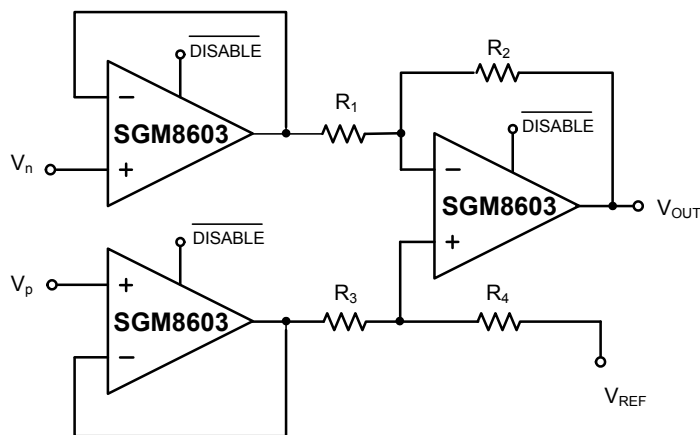 DISABLE
R2
R1
SGM8603
DISABLE
Vn
SGM8603
VOUT
DISABLE
Vp
R3
R4
SGM8603
VREF